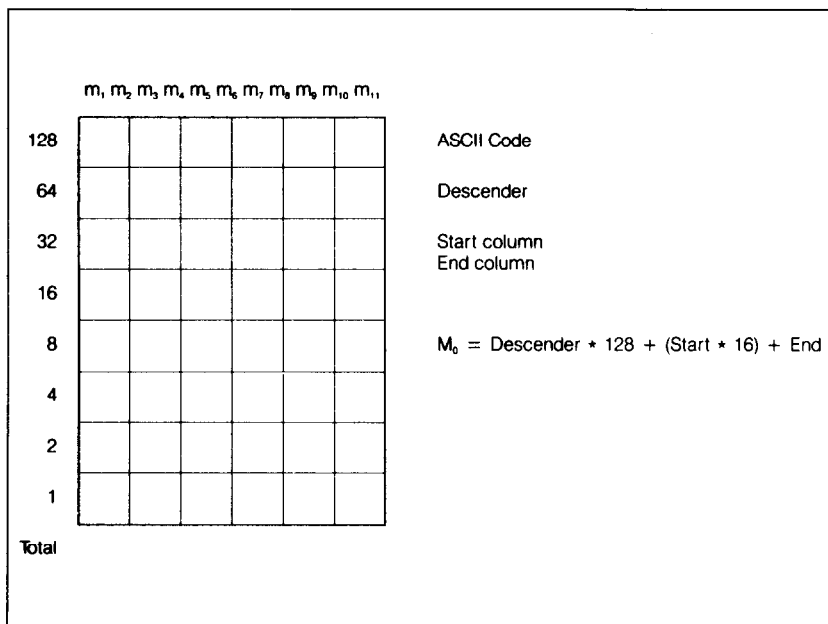 m₁ m₂ m₃ m₄ m₅ m₆ m₇ m₈ m₉ m₁₀ m₁₁
128 ASCII Code
64 Descender
32 Start column
End column
16
8 M₀ = Descender * 128 + (Start * 16) + End
4
2
1
Total